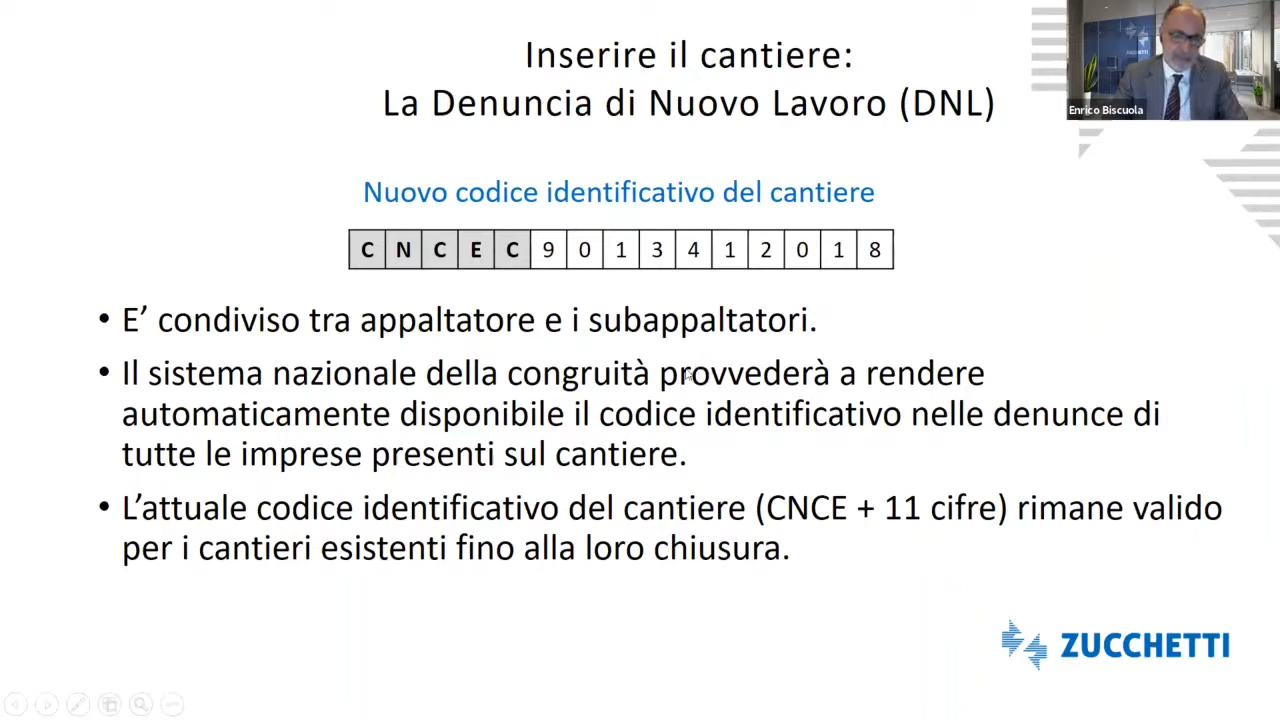 Inserire il cantiere:
La Denuncia di Nuovo Lavoro (DNL)
ZUCCHETTI
Enrico Biscuola
Nuovo codice identificativo del cantiere
C N C E C 9 0 1 3 4 1 2 0 1 8
• E’ condiviso tra appaltatore e i subappaltatori.
• Il sistema nazionale della congruità provvederà a rendere
automaticamente disponibile il codice identificativo nelle denunce di
tutte le imprese presenti sul cantiere.
• L’attuale codice identificativo del cantiere (CNCE + 11 cifre) rimane valido
per i cantieri esistenti fino alla loro chiusura.
ZUCCHETTI